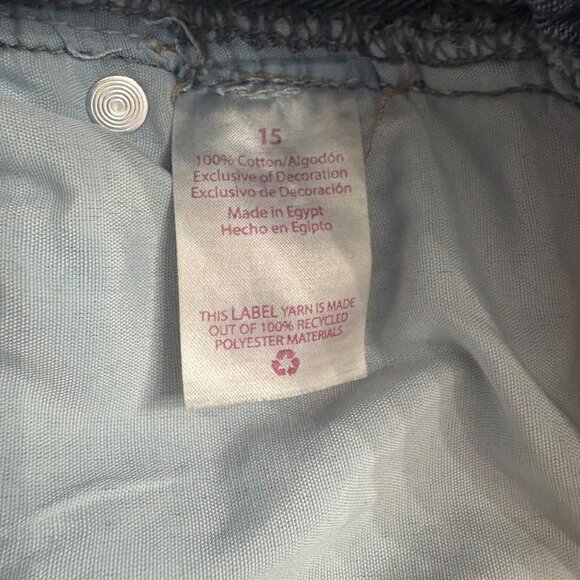 15
100% Cotton/Algodón
Exclusive of Decoration
Exclusivo de Decoración
Made in Egypt
Hecho en Egipto
THIS LABEL YARN IS MADE
OUT OF 100% RECYCLED
POLYESTER MATERIALS